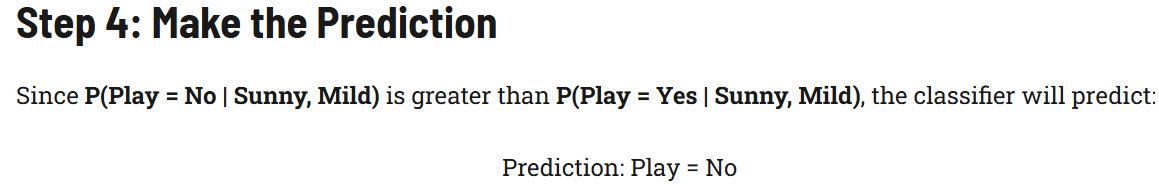 Step 4: Make the Prediction
Since P(Play = No | Sunny, Mild) is greater than P(Play = Yes | Sunny, Mild), the classifier will predict:
Prediction: Play = No